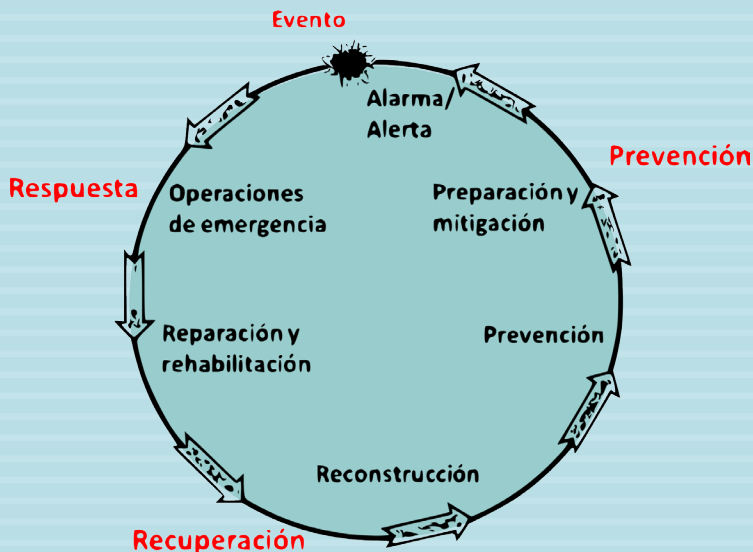 Evento
Alarma/
Alerta
Prevención
Respuesta
Operaciones
de emergencia
Preparación y
mitigación
Reparación y
rehabilitación
Prevención
Reconstrucción
Recuperación